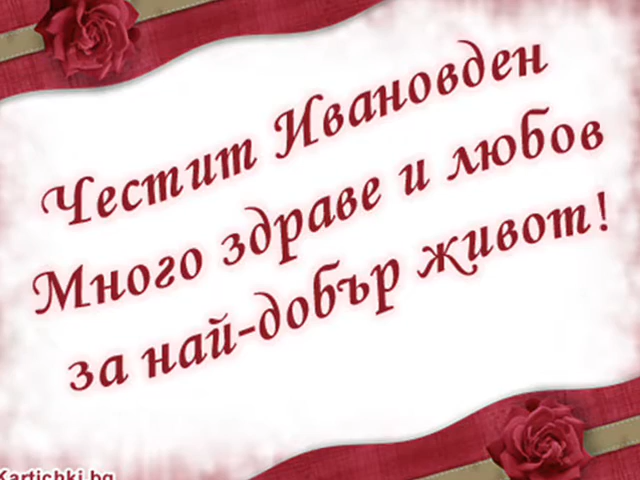 Честит Ивановден
Много здраве и любов
за най-добър живот!
Kartichki.bg